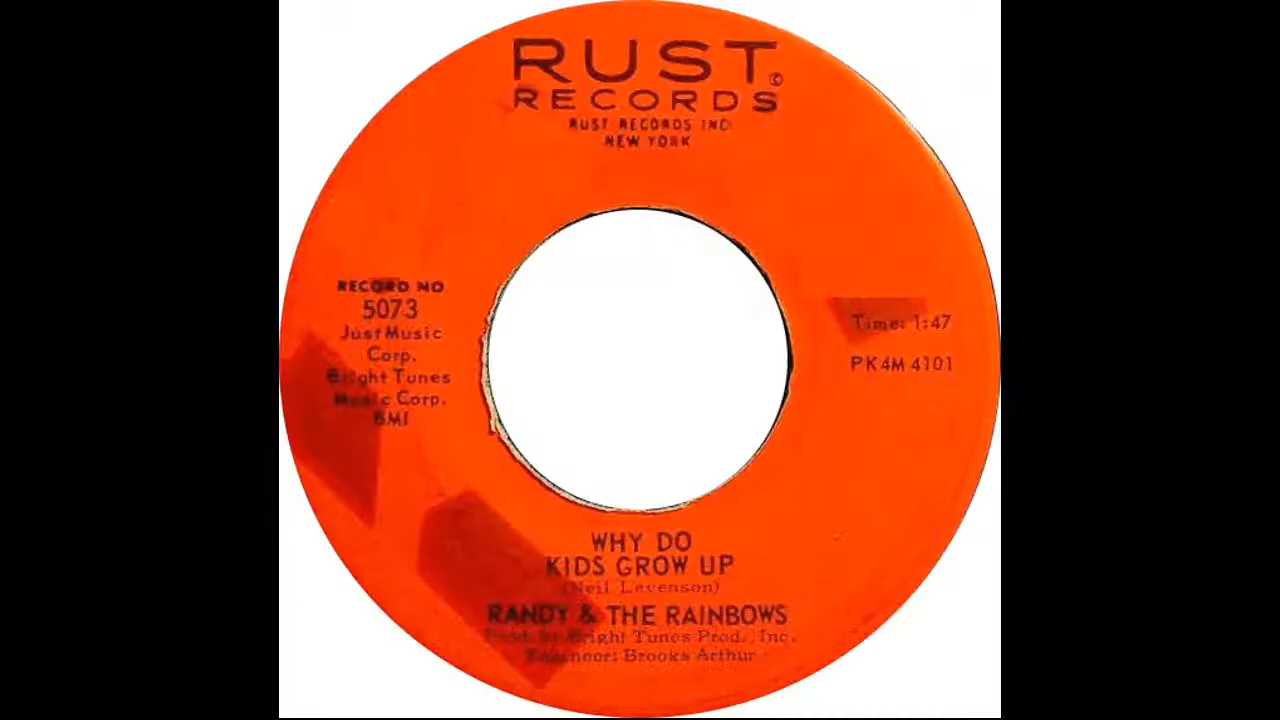 RUST
©
RECORDS
RUST RECORDS INC.
NEW YORK
RECORD NO
5073
Just Music
Corp.
Bright Tunes
Music Corp.
BMI
Time: 1:47
PK4M 4101
WHY DO
KIDS GROW UP
(Neil Levenson)
RANDY & THE RAINBOWS
Prod. by Bright Tunes Prod., Inc.
Engineer: Brooks Arthur